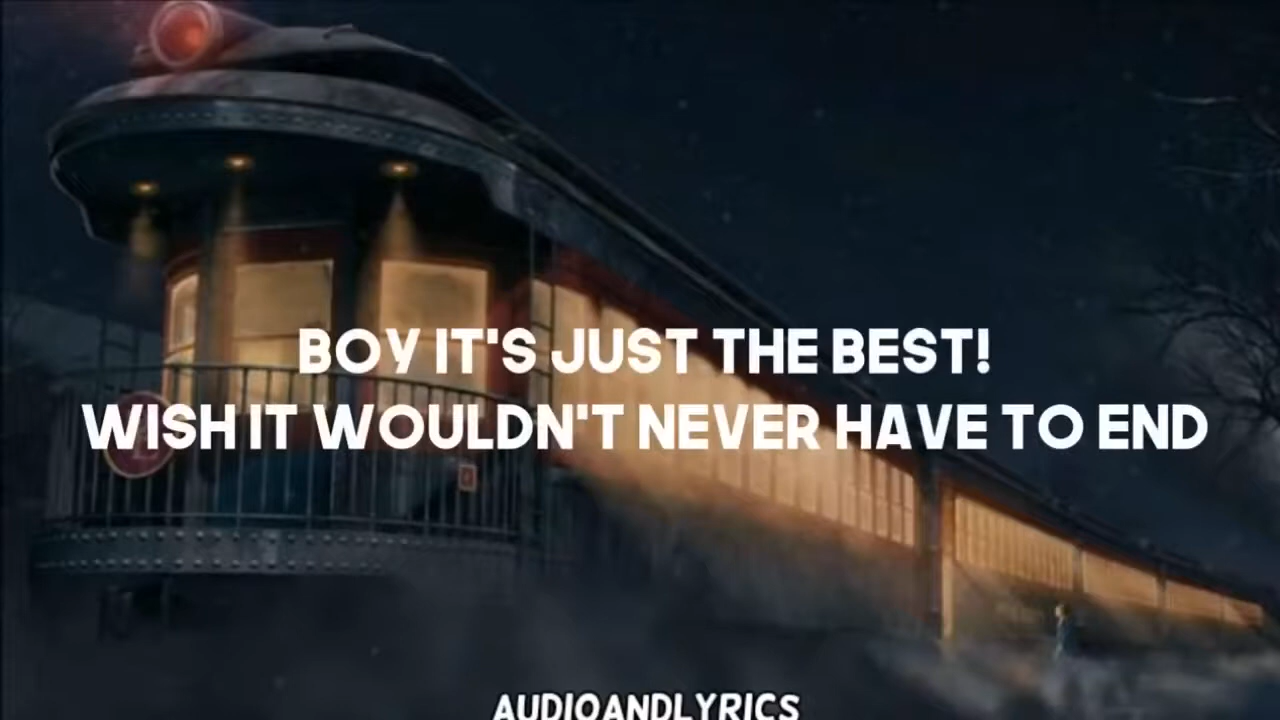 BOY IT'S JUST THE BEST!
WISH IT WOULDN'T NEVER HAVE TO END
AUDIOANDLYRICS